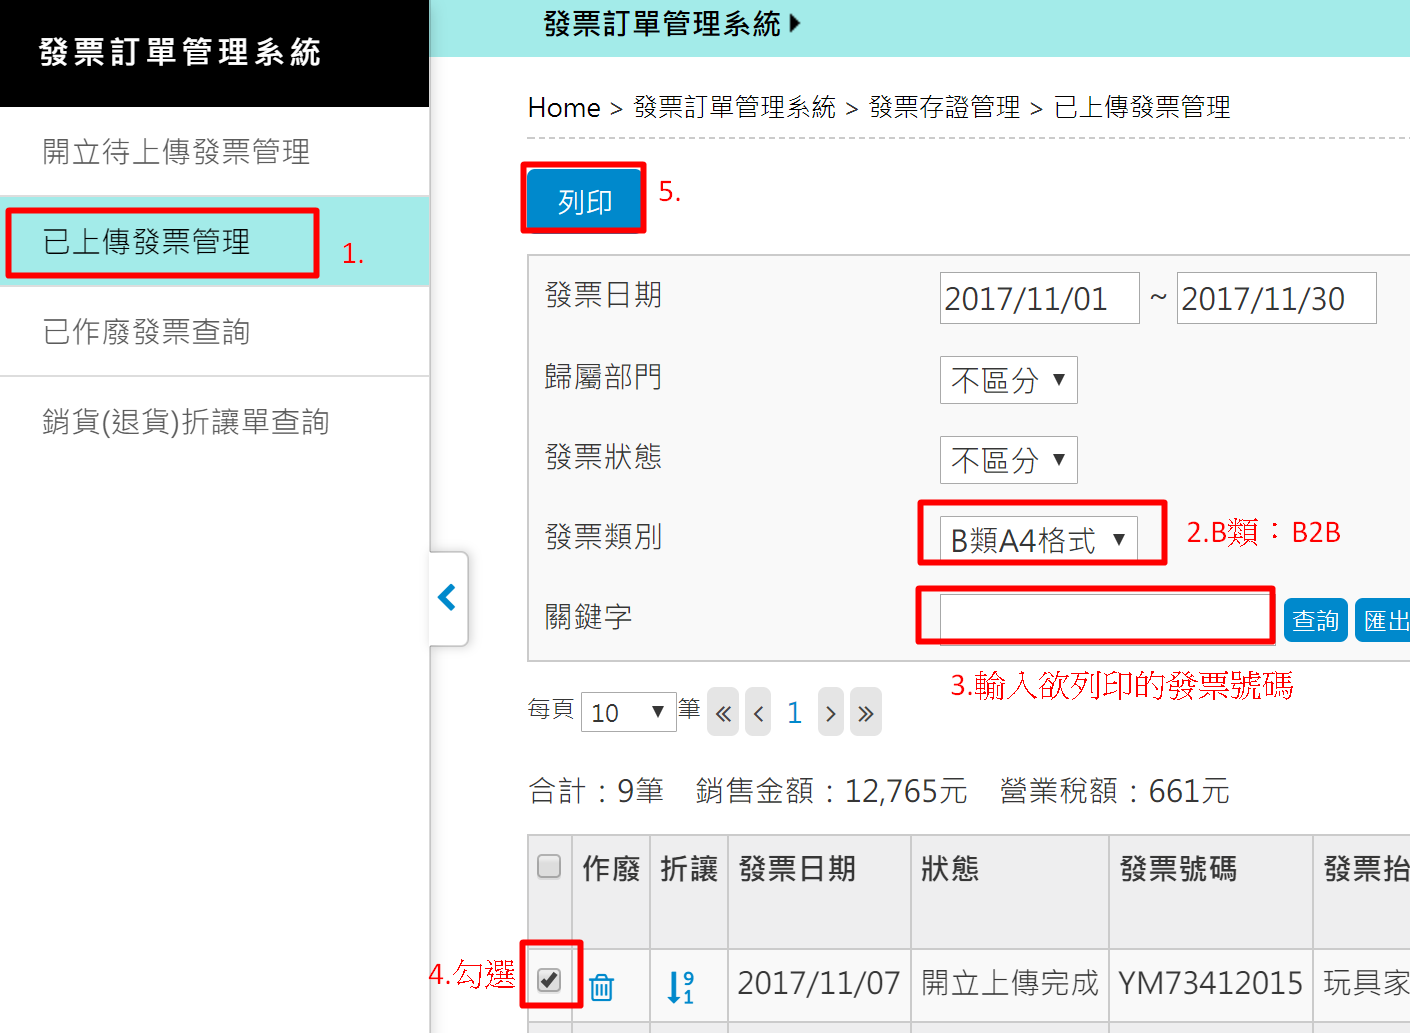 發票訂單管理系統
開立待上傳發票管理
已上傳發票管理
1.
已作廢發票查詢
銷貨(退貨)折讓單查詢
發票訂單管理系統
Home > 發票訂單管理系統 > 發票存證管理 > 已上傳發票管理
列印
5.
發票日期 2017/11/01 ~ 2017/11/30
歸屬部門 不區分
發票狀態 不區分
發票類別 B類A4格式 2.B類：B2B
關鍵字 查詢 匯出
3.輸入欲列印的發票號碼
每頁 10 筆 « ‹ 1 › »
合計：9筆 銷售金額：12,765元 營業稅額：661元
作廢 折讓 發票日期 狀態 發票號碼 發票抬
4.勾選
2017/11/07 開立上傳完成 YM73412015 玩具家